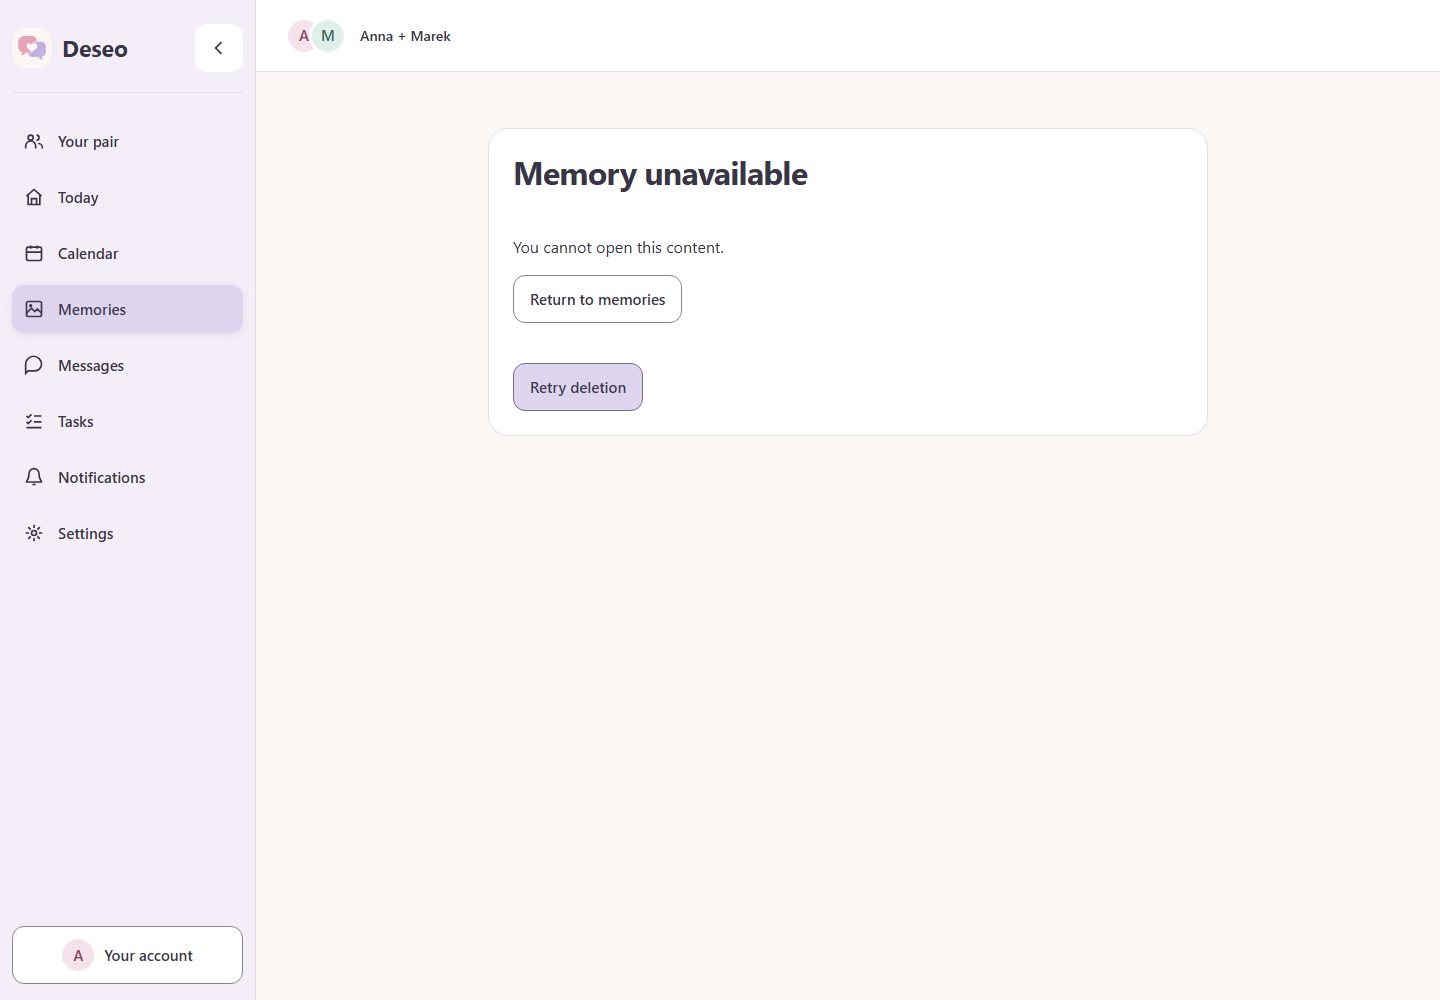 Deseo
A M Anna + Marek
Your pair
Today
Calendar
Memories
Messages
Tasks
Notifications
Settings
Memory unavailable
You cannot open this content.
Return to memories
Retry deletion
A Your account